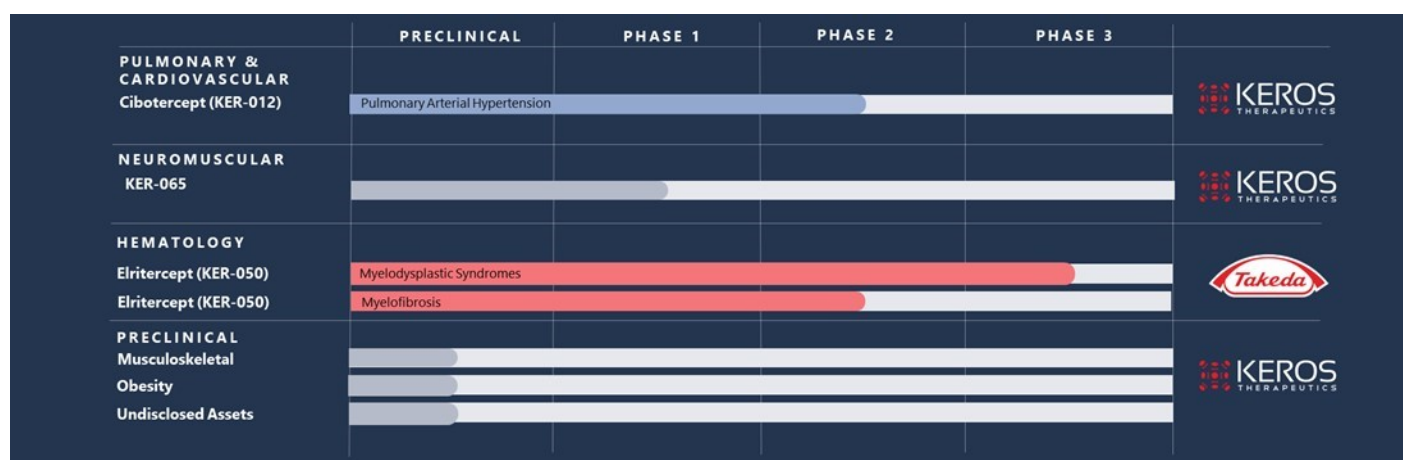 PRECLINICAL PHASE 1 PHASE 2 PHASE 3
PULMONARY &
CARDIOVASCULAR
Cibotercept (KER-012) Pulmonary Arterial Hypertension
KEROS
THERAPEUTICS
NEUROMUSCULAR
KER-065
KEROS
THERAPEUTICS
HEMATOLOGY
Elritercept (KER-050) Myelodysplastic Syndromes
Takeda
Elritercept (KER-050) Myelofibrosis
PRECLINICAL
Musculoskeletal
Obesity
KEROS
THERAPEUTICS
Undisclosed Assets